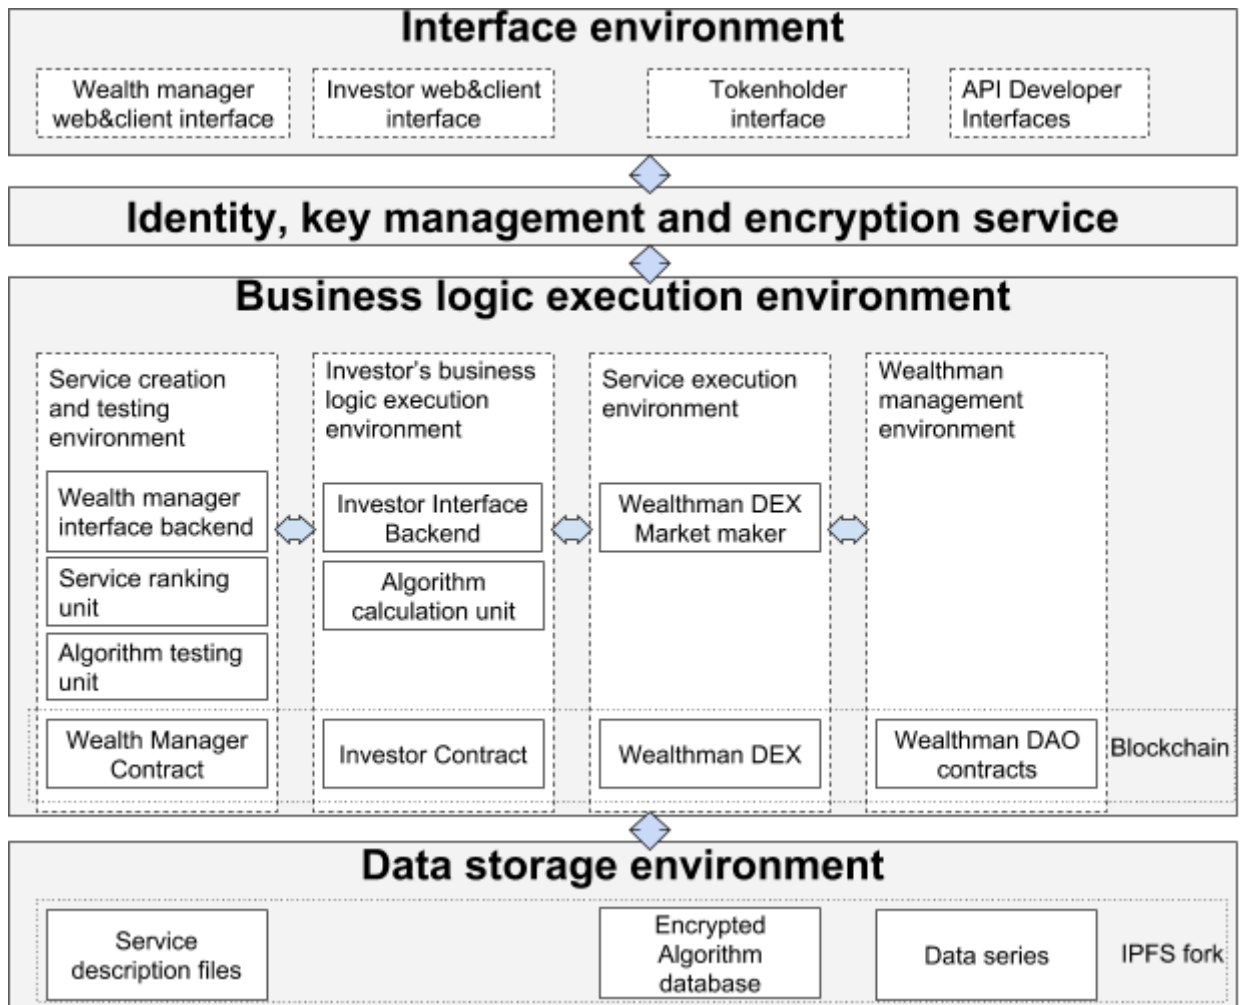 Interface environment
Wealth manager
web&client interface
Investor web&client
interface
Tokenholder
interface
API Developer
Interfaces
Identity, key management and encryption service
Business logic execution environment
Service creation
and testing
environment
Wealth manager
interface backend
Service ranking
unit
Algorithm testing
unit
Wealth Manager
Contract
Investor’s business
logic execution
environment
Investor Interface
Backend
Algorithm
calculation unit
Investor Contract
Service execution
environment
Wealthman DEX
Market maker
Wealthman DEX
Wealthman
management
environment
Wealthman DAO
contracts
Blockchain
Data storage environment
Service
description files
Encrypted
Algorithm
database
Data series
IPFS fork